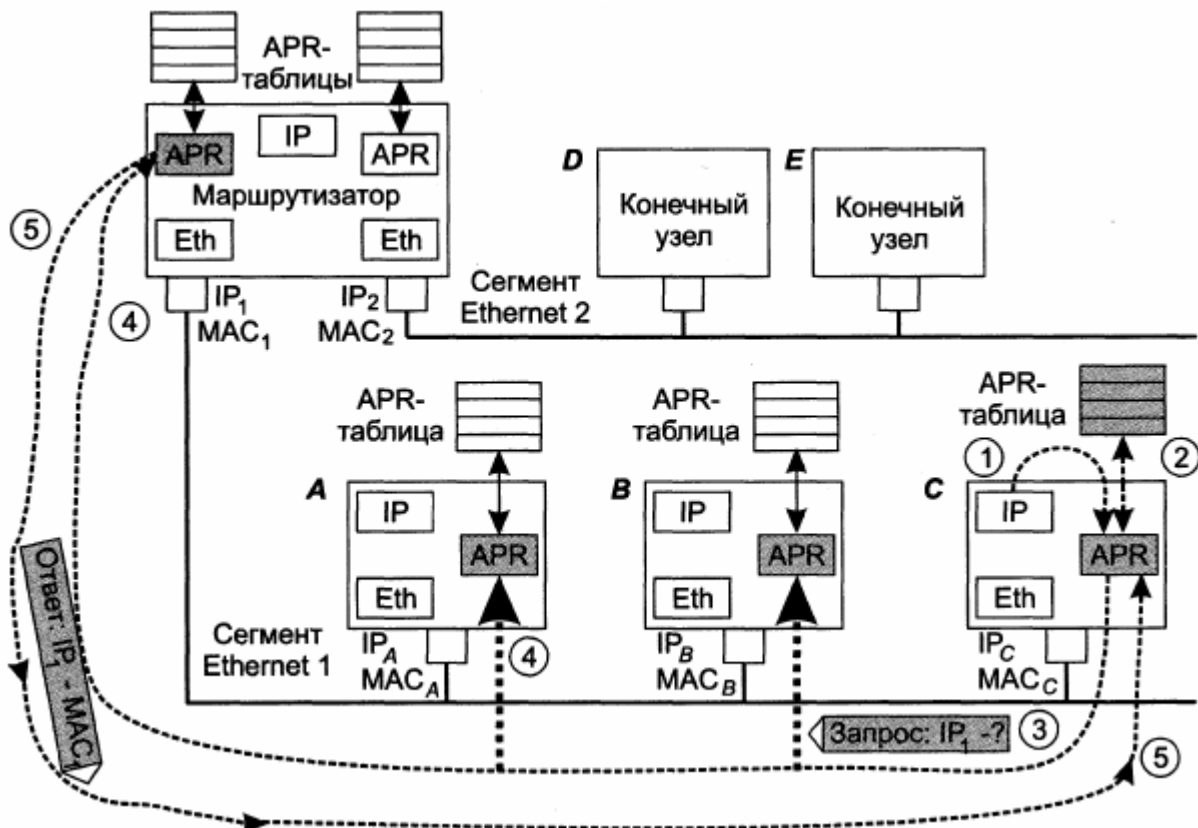 APR-
таблицы
IP
APR
APR
Маршрутизатор
Eth
Eth
D
Конечный
узел
E
Конечный
узел
5
4
IP1
MAC1
IP2
MAC2
Сегмент
Ethernet 2
APR-
таблица
APR-
таблица
APR-
таблица
1
2
A
IP
APR
Eth
B
IP
APR
Eth
C
IP
APR
Eth
Сегмент
Ethernet 1
IPA
MACA
4
IPB
MACB
IPC
MACC
Ответ: IP1 - MAC1
Запрос: IP1 -?
3
5